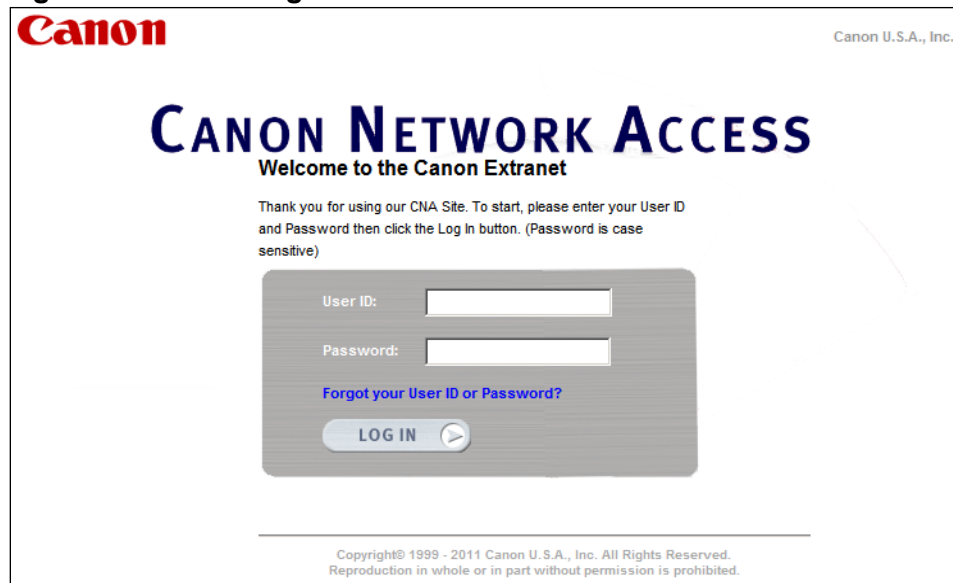 Canon
Canon U.S.A., Inc.
CANON NETWORK ACCESS
Welcome to the Canon Extranet
Thank you for using our CNA Site. To start, please enter your User ID
and Password then click the Log In button. (Password is case
sensitive)
User ID:
Password:
Forgot your User ID or Password?
LOG IN
Copyright© 1999 - 2011 Canon U.S.A., Inc. All Rights Reserved.
Reproduction in whole or in part without permission is prohibited.